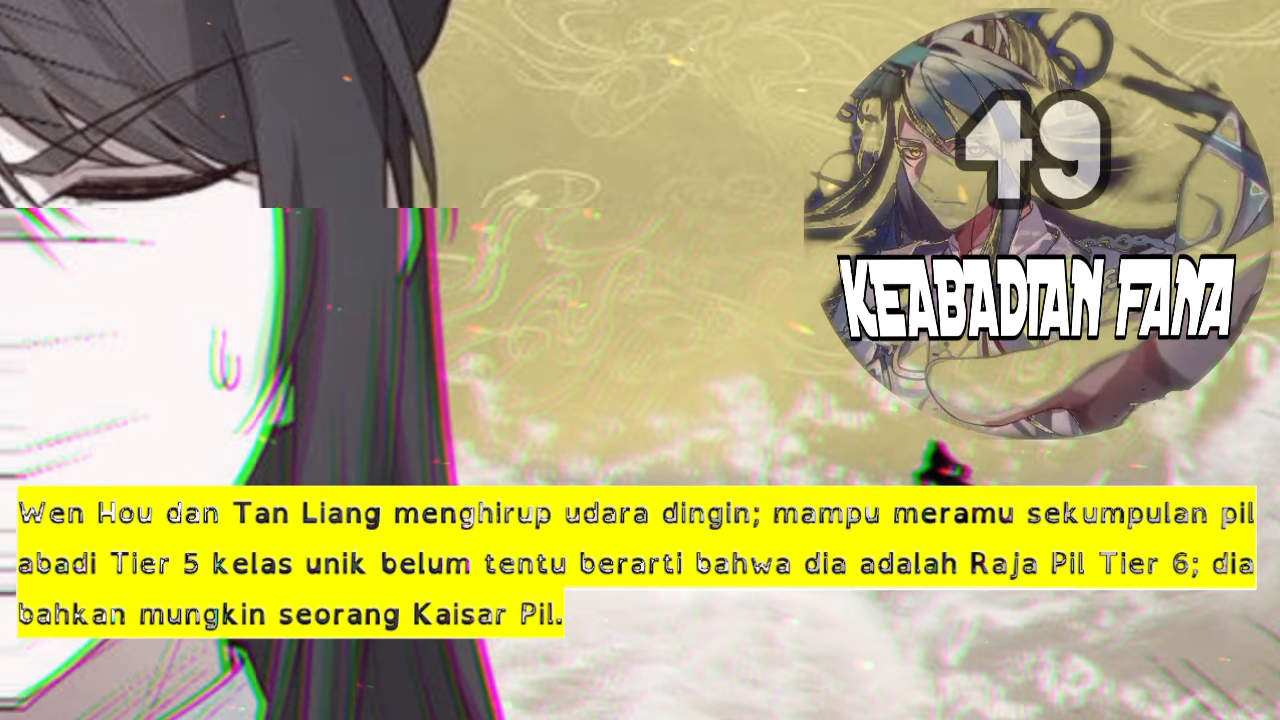 49
KEABADIAN FANA
Wen Hou dan Tan Liang menghirup udara dingin; mampu meramu sekumpulan pil
abadi Tier 5 kelas unik belum tentu berarti bahwa dia adalah Raja Pil Tier 6; dia
bahkan mungkin seorang Kaisar Pil.